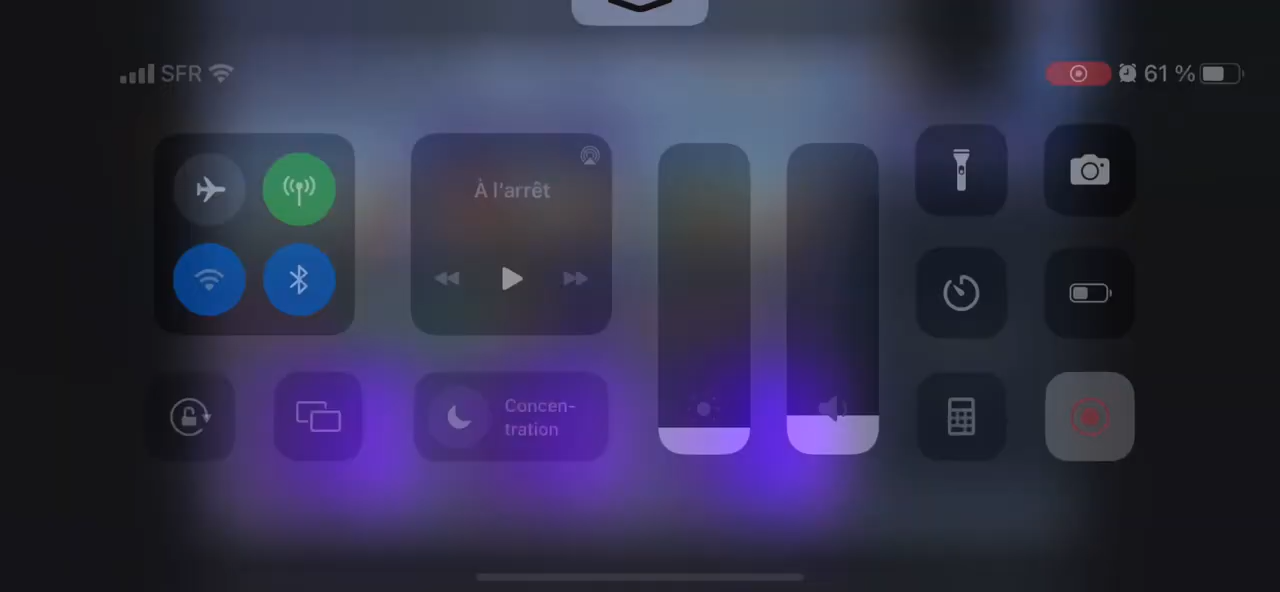 SFR
61 %
À l'arrêt
Concen-
tration